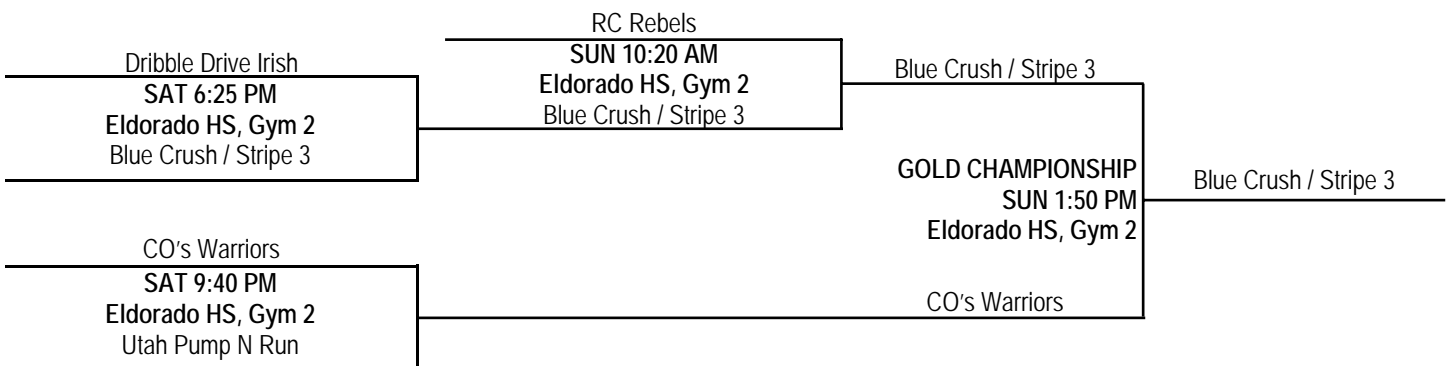 RC Rebels
Dribble Drive Irish
SUN 10:20 AM
Blue Crush / Stripe 3
SAT 6:25 PM
Eldorado HS, Gym 2
Eldorado HS, Gym 2
Blue Crush / Stripe 3
Blue Crush / Stripe 3
GOLD CHAMPIONSHIP
Blue Crush / Stripe 3
SUN 1:50 PM
Eldorado HS, Gym 2
CO's Warriors
SAT 9:40 PM
CO's Warriors
Eldorado HS, Gym 2
Utah Pump N Run